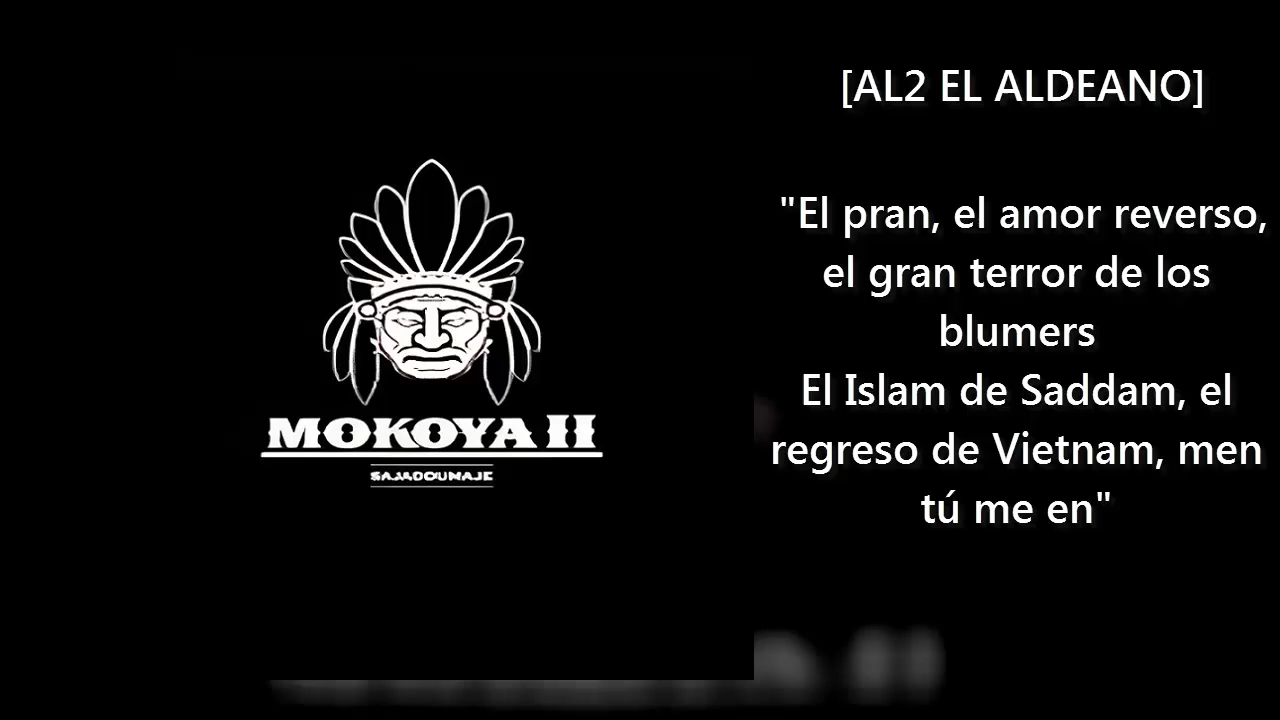 MOKOYA II
[AL2 EL ALDEANO]
"El pran, el amor reverso,
el gran terror de los
blumers
El Islam de Saddam, el
regreso de Vietnam, men
tú me en"